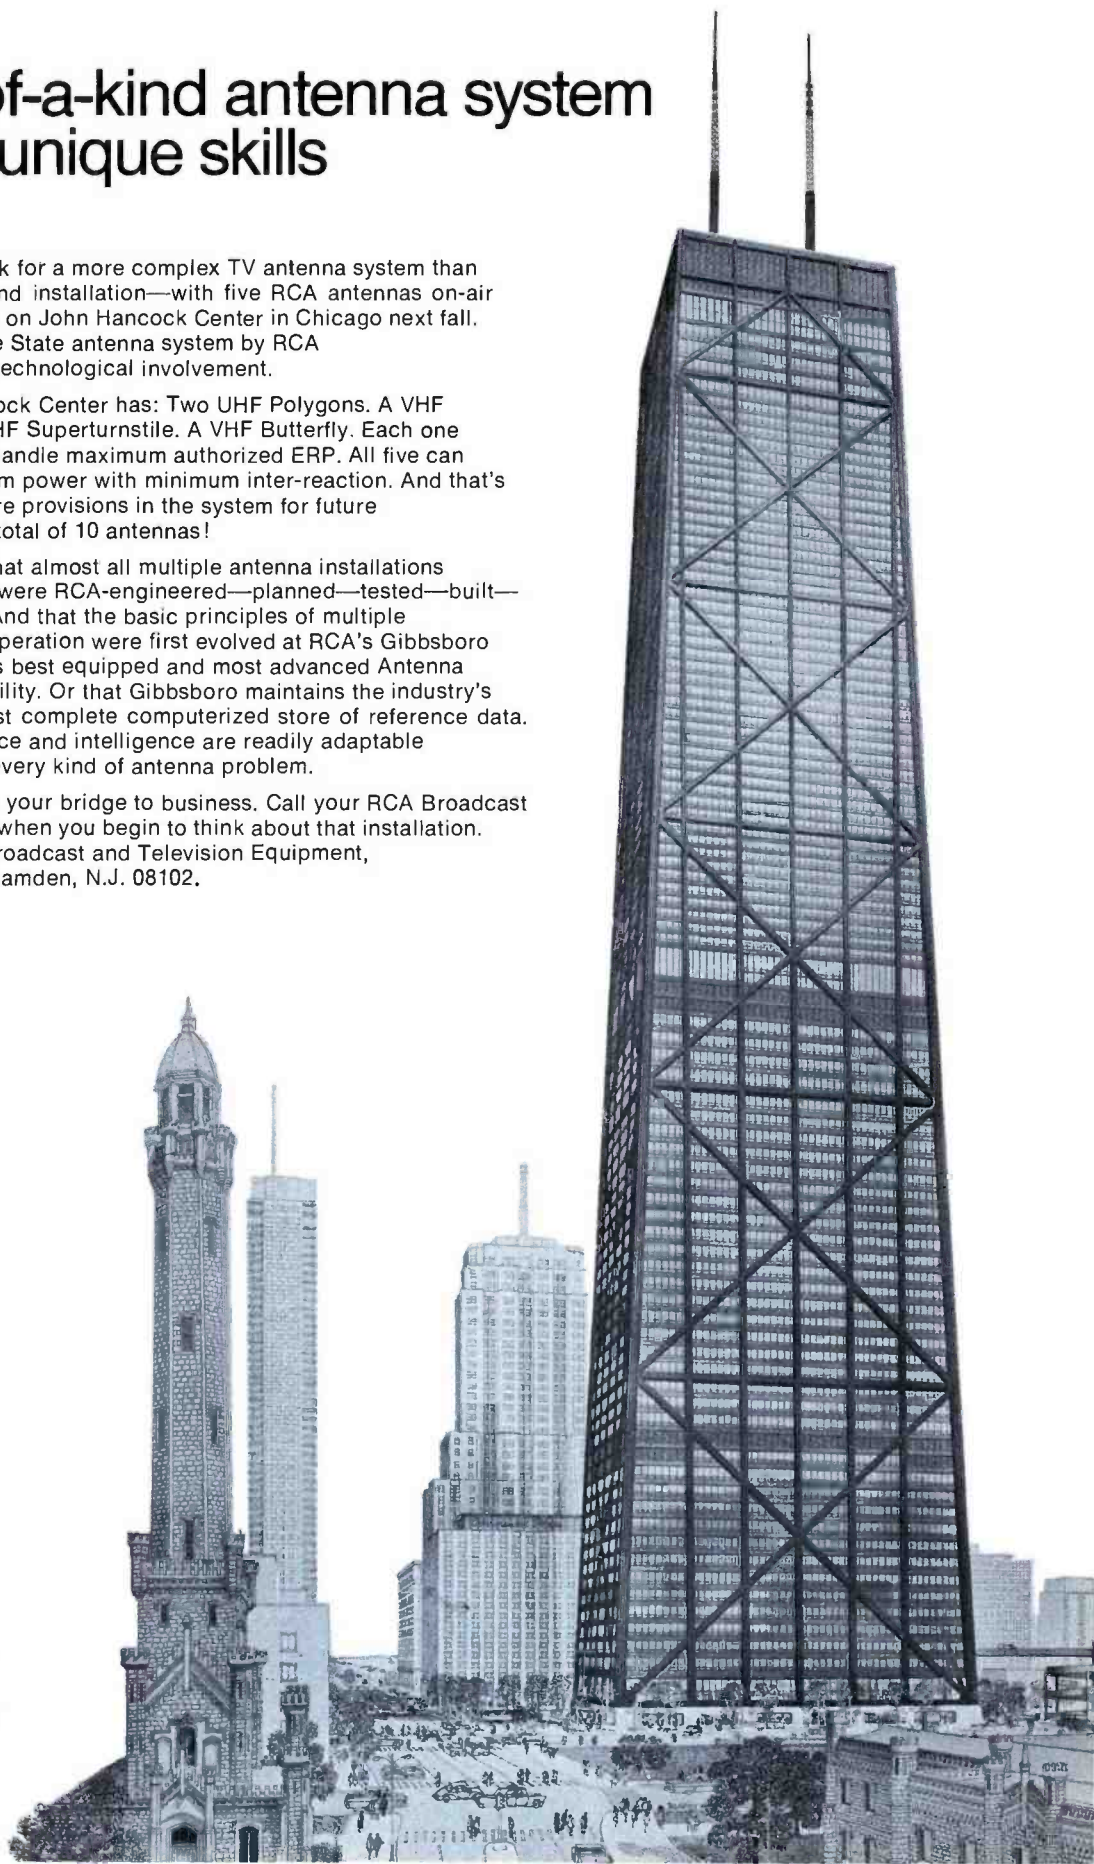 of-a-kind antenna system
unique skills
k for a more complex TV antenna system than
nd installation—with five RCA antennas on-air
on John Hancock Center in Chicago next fall.
e State antenna system by RCA
echnological involvement.
ock Center has: Two UHF Polygons. A VHF
HF Superturnstile. A VHF Butterfly. Each one
andle maximum authorized ERP. All five can
m power with minimum inter-reaction. And that's
re provisions in the system for future
total of 10 antennas!
hat almost all multiple antenna installations
were RCA-engineered—planned—tested—built—
And that the basic principles of multiple
peration were first evolved at RCA's Gibbsboro
s best equipped and most advanced Antenna
ility. Or that Gibbsboro maintains the industry's
st complete computerized store of reference data.
ce and intelligence are readily adaptable
very kind of antenna problem.
your bridge to business. Call your RCA Broadcast
when you begin to think about that installation.
roadcast and Television Equipment,
amden, N.J. 08102.